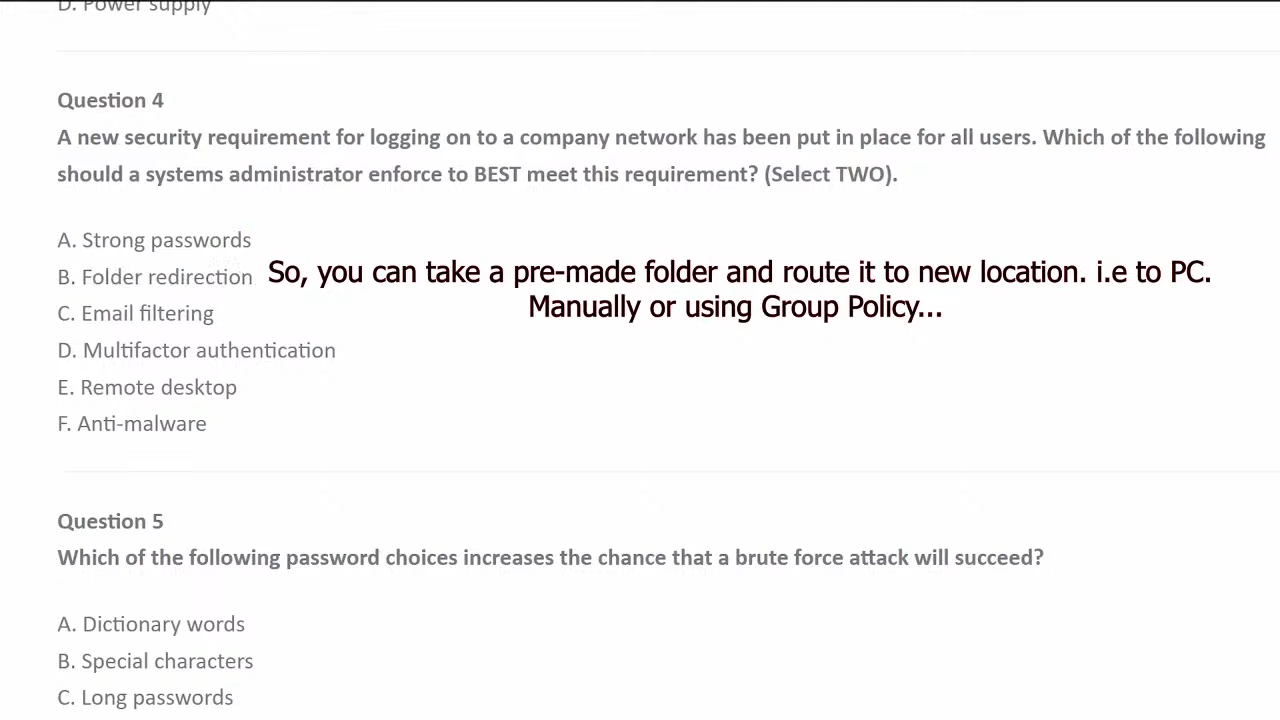 D. Power supply
Question 4
A new security requirement for logging on to a company network has been put in place for all users. Which of the following
should a systems administrator enforce to BEST meet this requirement? (Select TWO).
A. Strong passwords
B. Folder redirection
So, you can take a pre-made folder and route it to new location. i.e to PC.
Manually or using Group Policy...
C. Email filtering
D. Multifactor authentication
E. Remote desktop
F. Anti-malware
Question 5
Which of the following password choices increases the chance that a brute force attack will succeed?
A. Dictionary words
B. Special characters
C. Long passwords